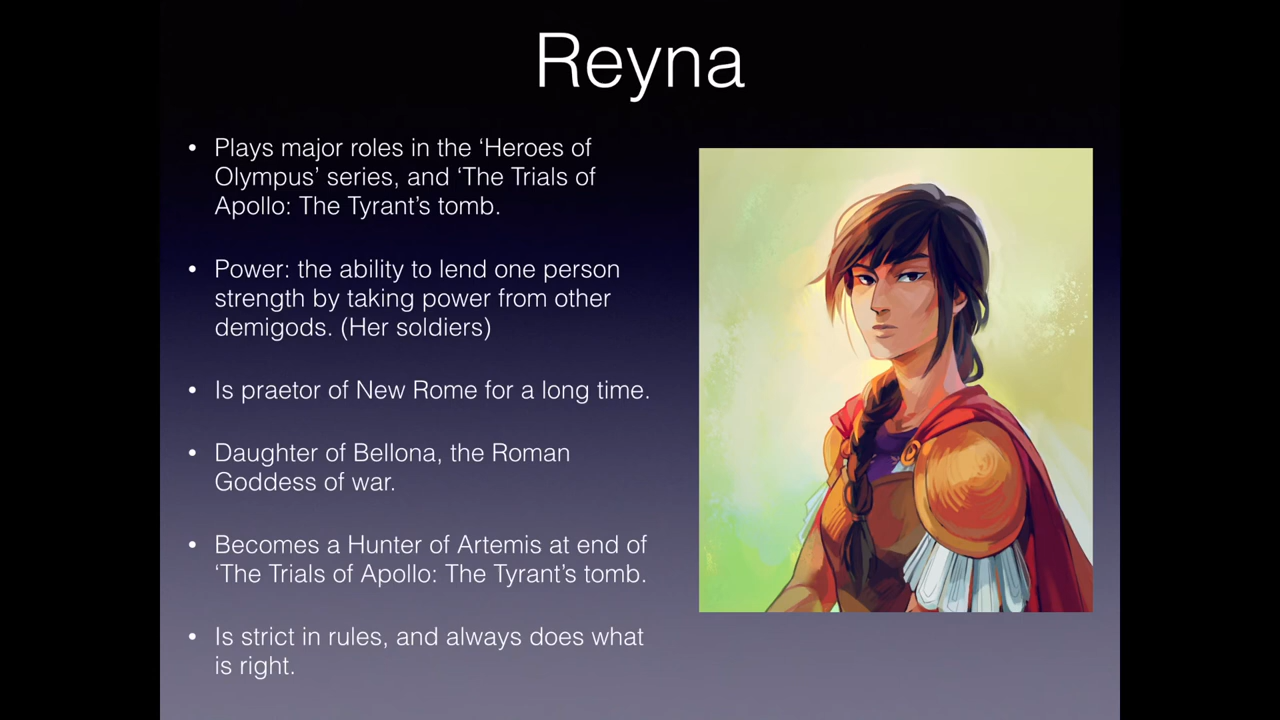 Reyna
• Plays major roles in the ‘Heroes of
Olympus’ series, and ‘The Trials of
Apollo: The Tyrant’s tomb.
• Power: the ability to lend one person
strength by taking power from other
demigods. (Her soldiers)
• Is praetor of New Rome for a long time.
• Daughter of Bellona, the Roman
Goddess of war.
• Becomes a Hunter of Artemis at end of
‘The Trials of Apollo: The Tyrant’s tomb.
• Is strict in rules, and always does what
is right.